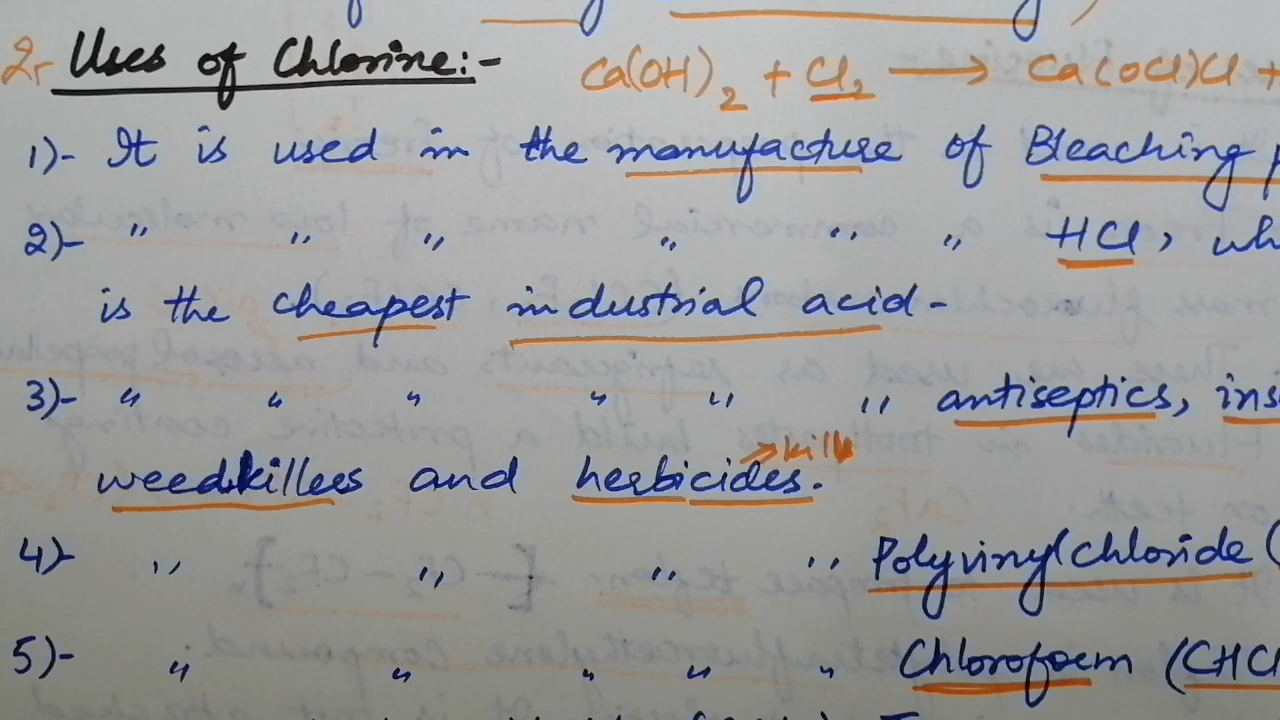 2- Uses of Chlorine:- Ca(OH)2 + Cl2 → Ca(OCl)Cl +
1)- It is used in the manufacture of Bleaching
2)- " " " " " " HCl, wh
is the cheapest industrial acid-
3)- " " " " " " antiseptics, ins
weedkillers and herbicides. → kill
4)- " " " " Polyvinylchloride (
5)- " " " " " Chloroform (CHCl